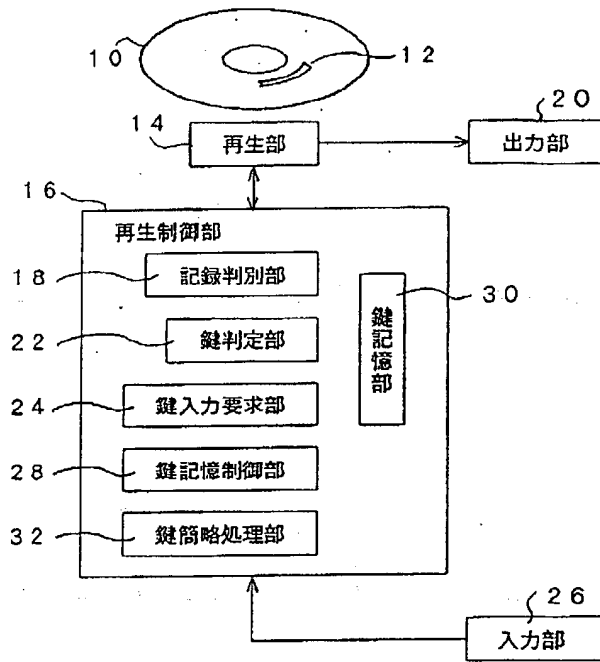 10
12
14
再生部
20
出力部
16
再生制御部
18
記録判別部
30
鍵記憶部
22
鍵判定部
24
鍵入力要求部
28
鍵記憶制御部
32
鍵簡略処理部
26
入力部